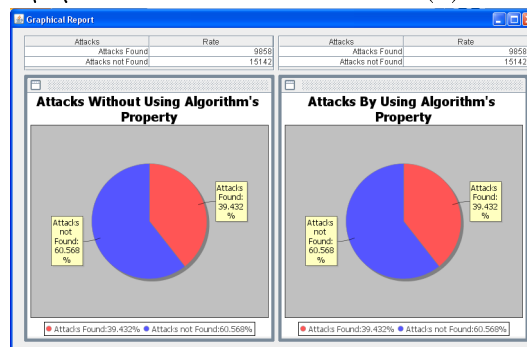 Graphical Report
Attacks Rate Attacks Rate
Attacks Found 9858 Attacks Found 9858
Attacks not Found 15142 Attacks not Found 15142
Attacks Without Using Algorithm's
Property
Attacks
Found:
39.432
%
Attacks
not
Found:
60.568
%
Attacks Found:39.432% Attacks not Found:60.568%
Attacks By Using Algorithm's
Property
Attacks
Found:
39.432
%
Attacks
not
Found:
60.568
%
Attacks Found:39.432% Attacks not Found:60.568%